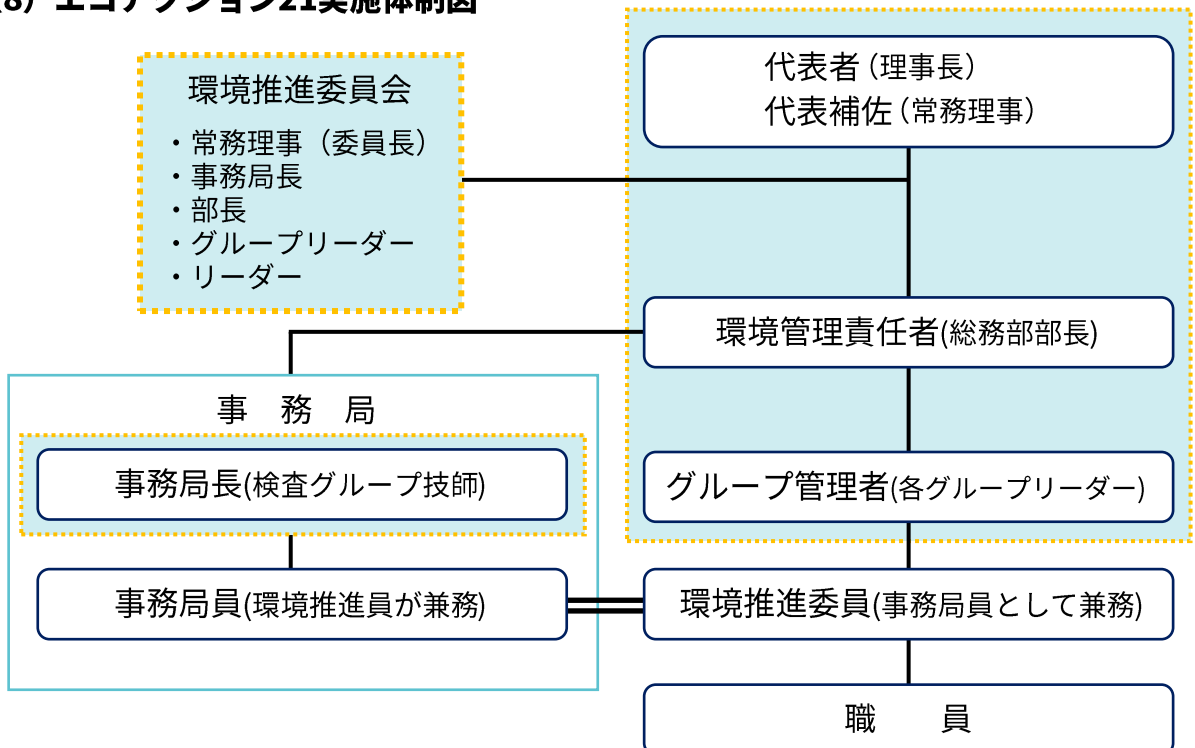 (8) エコアクション21実施体制図
環境推進委員会
・常務理事（委員長）
・事務局長
・部長
・グループリーダー
・リーダー
代表者（理事長）
代表補佐（常務理事）
環境管理責任者(総務部部長)
事　務　局
事務局長(検査グループ技師)
グループ管理者(各グループリーダー)
事務局員(環境推進員が兼務)
環境推進委員(事務局員として兼務)
職　　員